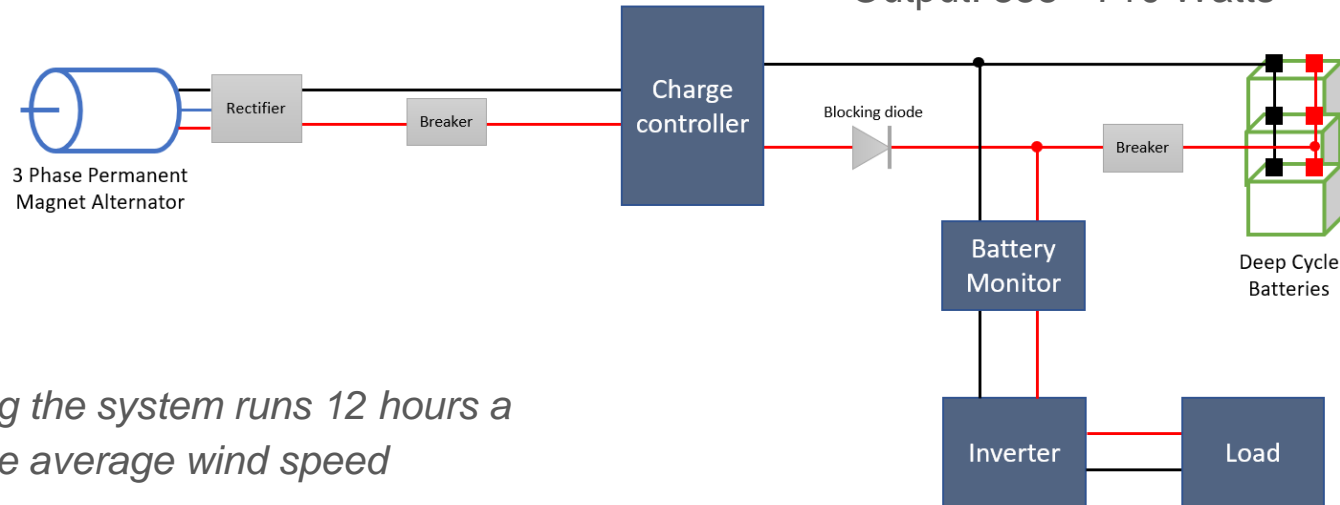 Charge
controller
Rectifier
Breaker
Blocking diode
Breaker
3 Phase Permanent
Magnet Alternator
Battery
Monitor
Deep Cycle
Batteries
g the system runs 12 hours a
e average wind speed
Inverter
Load